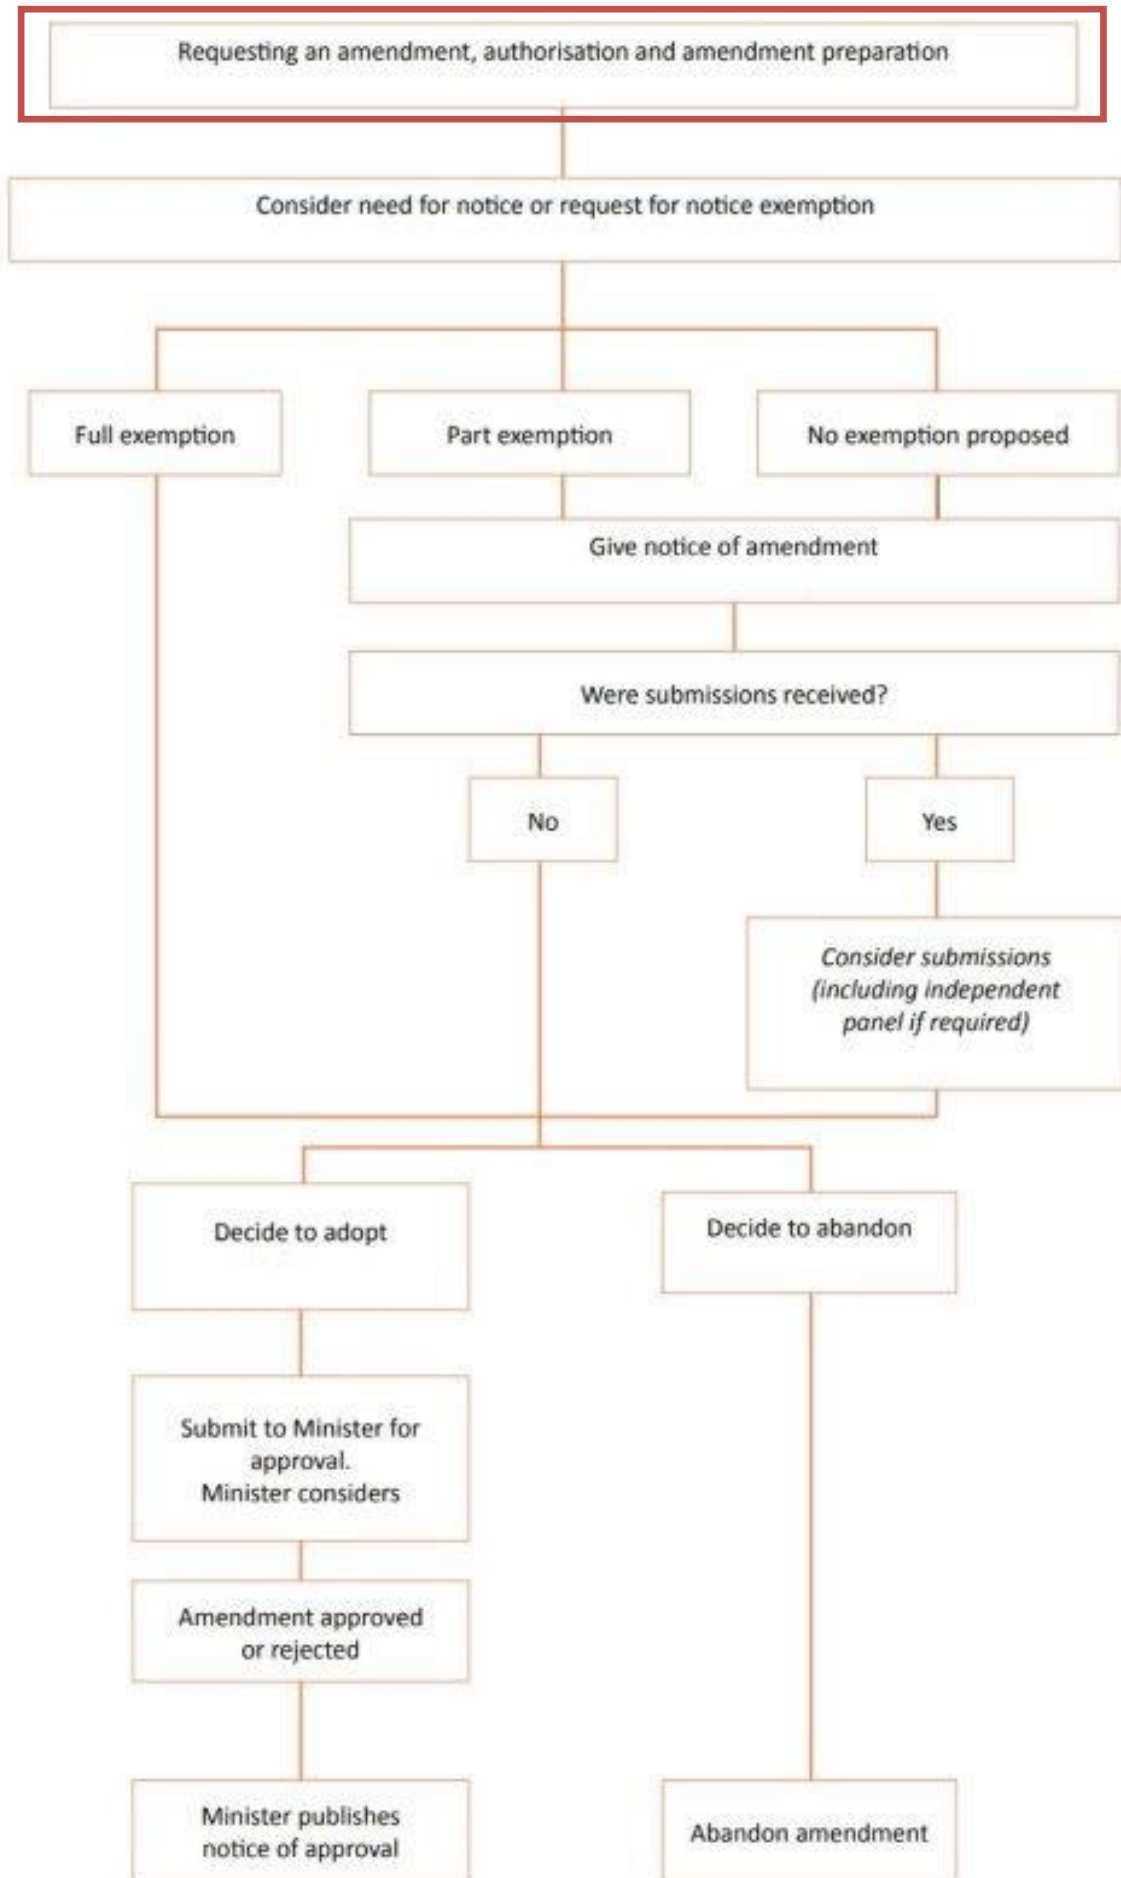 Requesting an amendment, authorisation and amendment preparation
Consider need for notice or request for notice exemption
Full exemption
Part exemption
No exemption proposed
Give notice of amendment
Were submissions received?
No
Yes
Consider submissions
(including independent
panel if required)
Decide to adopt
Decide to abandon
Submit to Minister for
approval.
Minister considers
Amendment approved
or rejected
Minister publishes
notice of approval
Abandon amendment